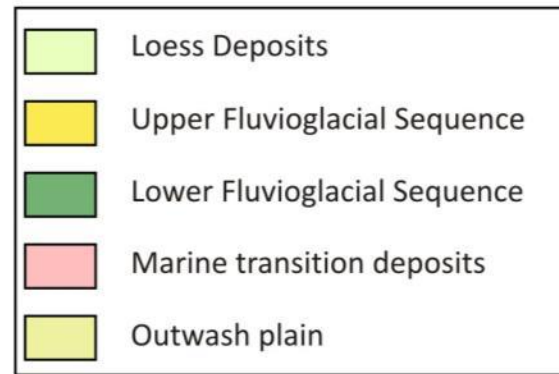 Loess Deposits
Upper Fluvioglacial Sequence
Lower Fluvioglacial Sequence
Marine transition deposits
Outwash plain